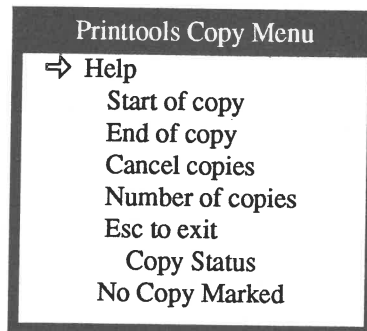 Printtools Copy Menu
Help
Start of copy
End of copy
Cancel copies
Number of copies
Esc to exit
Copy Status
No Copy Marked